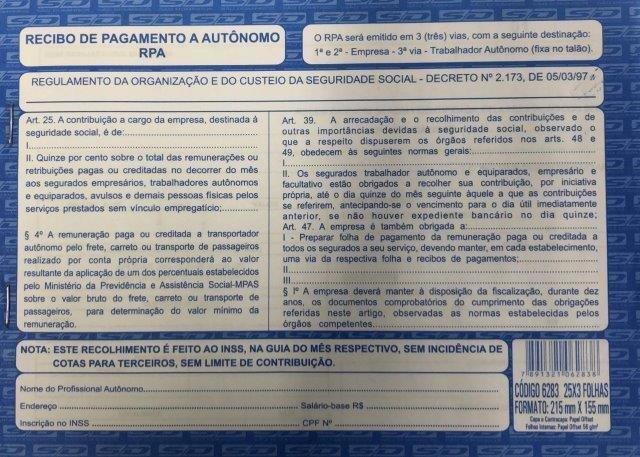 RECIBO DE PAGAMENTO A AUTÔNOMO
RPA
O RPA será emitido em 3 (três) vias, com a seguinte destinação:
1ª e 2ª - Empresa - 3ª via - Trabalhador Autônomo (fixa no talão).
REGULAMENTO DA ORGANIZAÇÃO E DO CUSTEIO DA SEGURIDADE SOCIAL - DECRETO Nº 2.173, DE 05/03/97
Art. 25. A contribuição a cargo da empresa, destinada à
seguridade social, é de:
I
II. Quinze por cento sobre o total das remunerações ou
retribuições pagas ou creditadas no decorrer do mês
aos segurados empresários, trabalhadores autônomos
e equiparados, avulsos e demais pessoas físicas pelos
serviços prestados sem vínculo empregatício;
§ 4º A remuneração paga ou creditada a transportador
autônomo pelo frete, carreto ou transporte de passageiros
realizado por conta própria corresponderá ao valor
resultante da aplicação de um dos percentuais estabelecidos
pelo Ministério da Previdência e Assistência Social-MPAS
sobre o valor bruto do frete, carreto ou transporte de
passageiros, para determinação do valor mínimo da
remuneração.
Art. 39. A arrecadação e o recolhimento das contribuições e de
outras importâncias devidas à seguridade social, observado o
que a respeito dispuserem os órgãos referidos nos arts. 48 e
49, obedecem às seguintes normas gerais:
I
II. Os segurados trabalhador autônomo e equiparados, empresário e
facultativo estão obrigados a recolher sua contribuição, por iniciativa
própria, até o dia quinze do mês seguinte àquele a que as contribuições
se referirem, antecipando-se o vencimento para o dia útil imediatamente
anterior, se não houver expediente bancário no dia quinze;
Art. 47. A empresa é também obrigada a:
I - Preparar folha de pagamento da remuneração paga ou creditada a
todos os segurados a seu serviço, devendo manter, em cada estabelecimento,
uma via da respectiva folha e recibos de pagamentos;
II
III
§ Iº A empresa deverá manter à disposição da fiscalização, durante dez
anos, os documentos comprobatórios do cumprimento das obrigações
referidas neste artigo, observadas as normas estabelecidas pelos
órgãos competentes
NOTA: ESTE RECOLHIMENTO É FEITO AO INSS, NA GUIA DO MÊS RESPECTIVO, SEM INCIDÊNCIA DE
COTAS PARA TERCEIROS, SEM LIMITE DE CONTRIBUIÇÃO.
Nome do Profissional Autônomo
Endereço Salário-base R$
Inscrição no INSS CPF Nº
7 891321 062838
CÓDIGO 6283 25X3 FOLHAS
FORMATO: 215 mm X 155 mm
Capa e Contracapa: Papel Offset
Folhas Internas: Papel Offset 56 g/m²